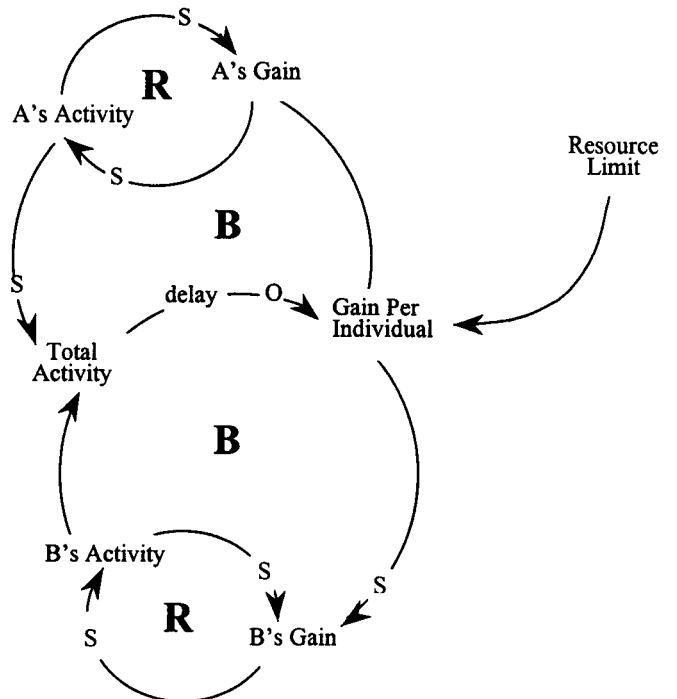 S
A's Gain
R
A's Activity
S
Resource
Limit
B
S
delay
O
Gain Per
Individual
Total
Activity
B
B's Activity
S
S
R
S
B's Gain